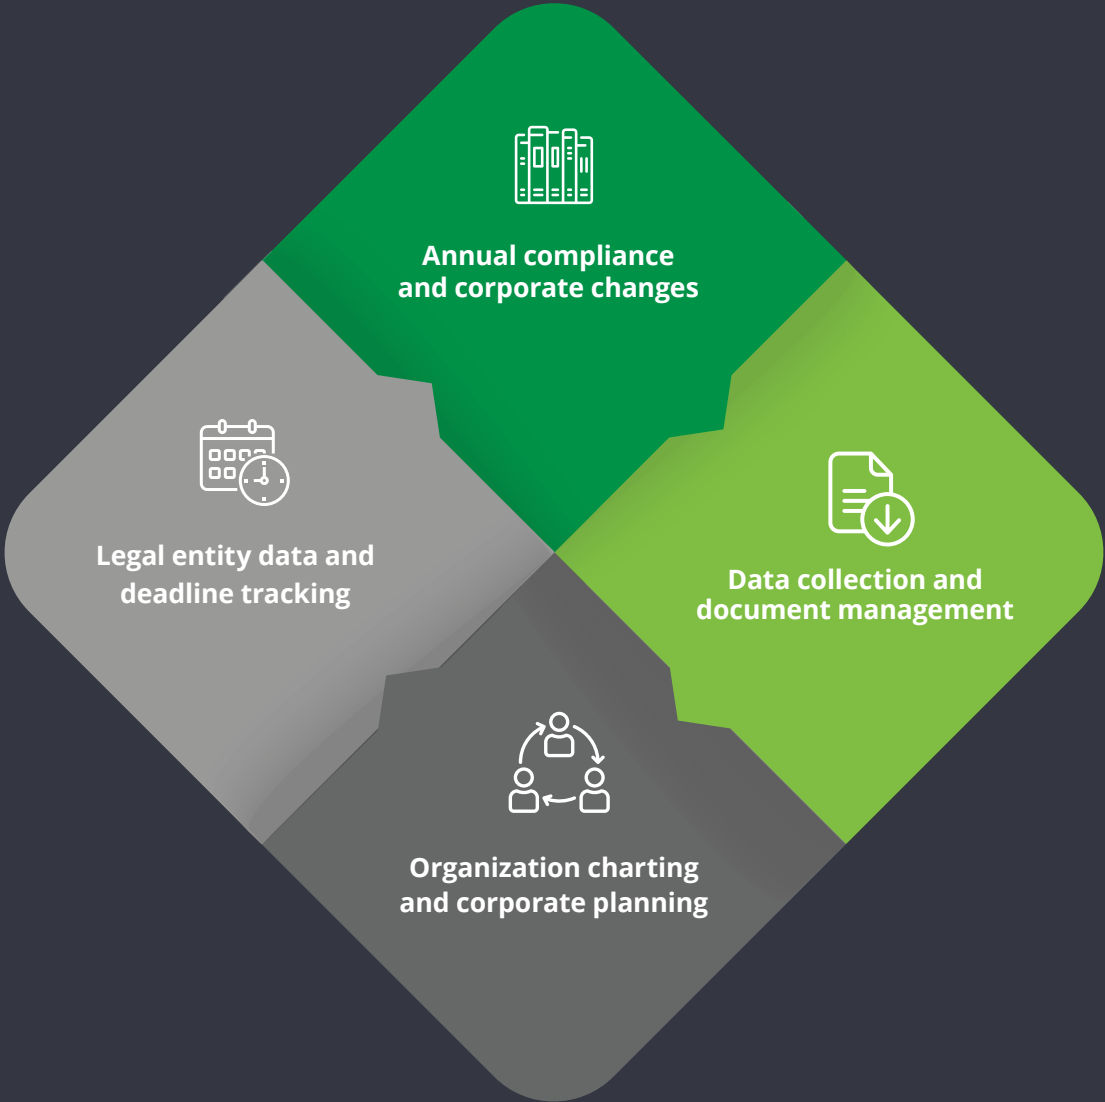 Annual compliance
and corporate changes
Legal entity data and
deadline tracking
Data collection and
document management
Organization charting
and corporate planning